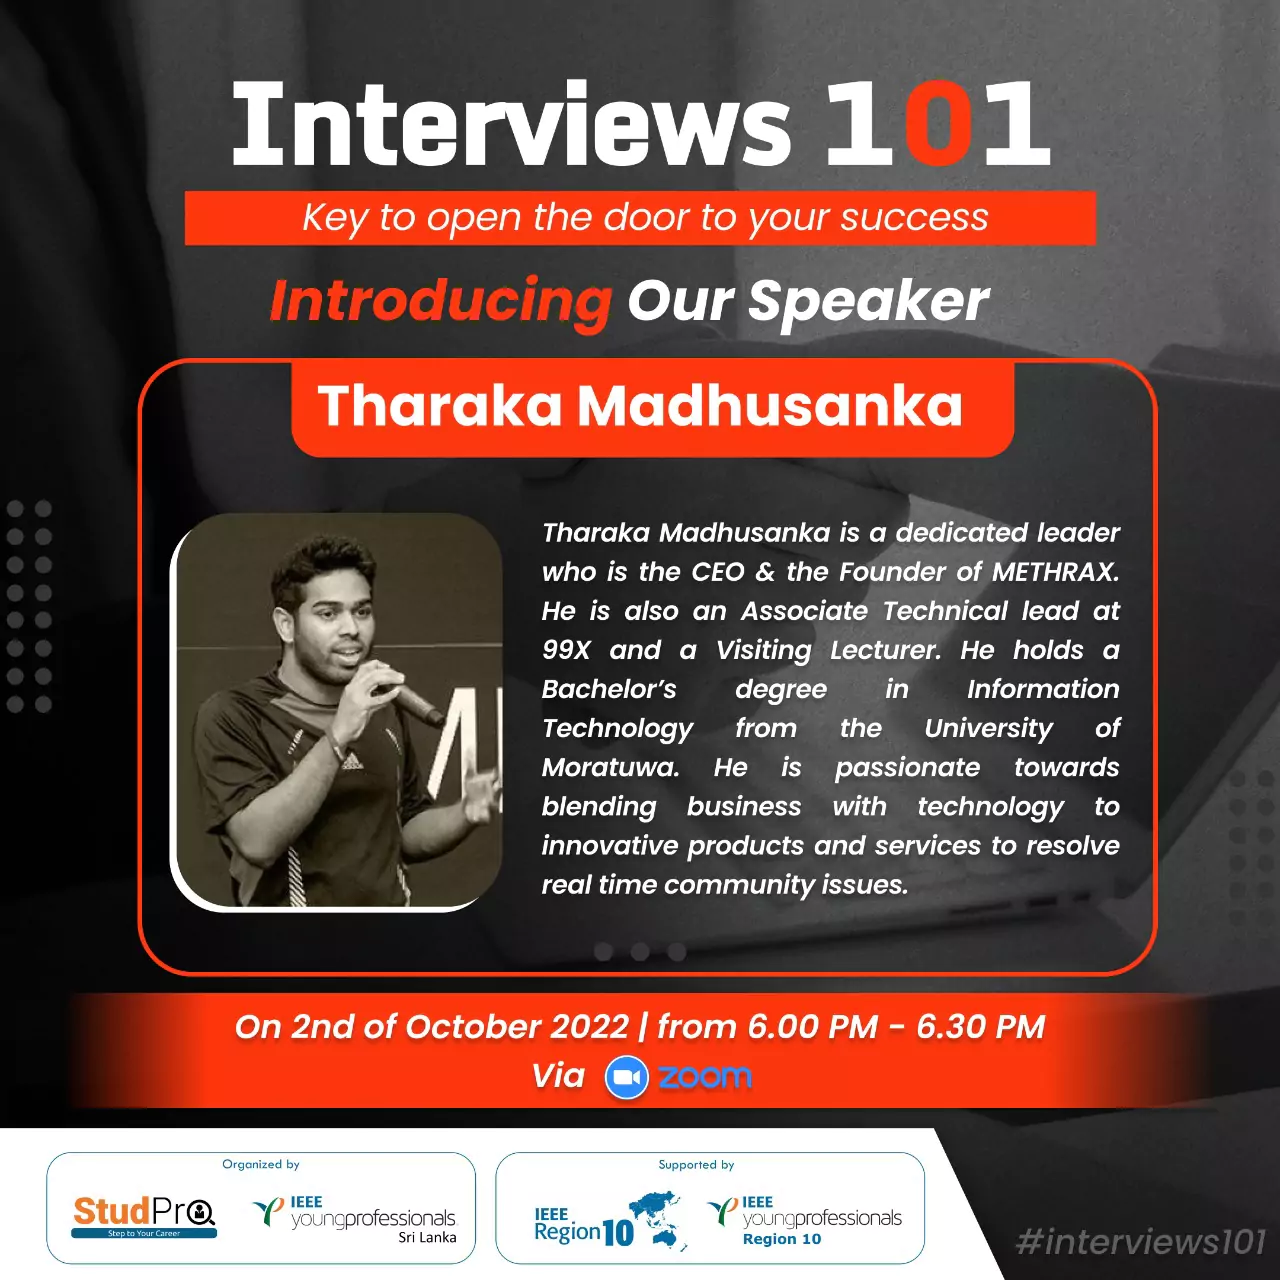 Interviews 101
Key to open the door to your success
Introducing Our Speaker
Tharaka Madhusanka
Tharaka Madhusanka is a dedicated leader
who is the CEO & the Founder of METHRAX.
He is also an Associate Technical lead at
99X and a Visiting Lecturer. He holds a
Bachelor's degree in Information
Technology from the University of
Moratuwa. He is passionate towards
blending business with technology to
innovative products and services to resolve
real time community issues.
On 2nd of October 2022 | from 6.00 PM - 6.30 PM
Via zoom
Organized by
StudPro
Step to Your Career
IEEE
youngprofessionals
Sri Lanka
Supported by
IEEE
Region 10
IEEE
youngprofessionals
Region 10
#interviews101